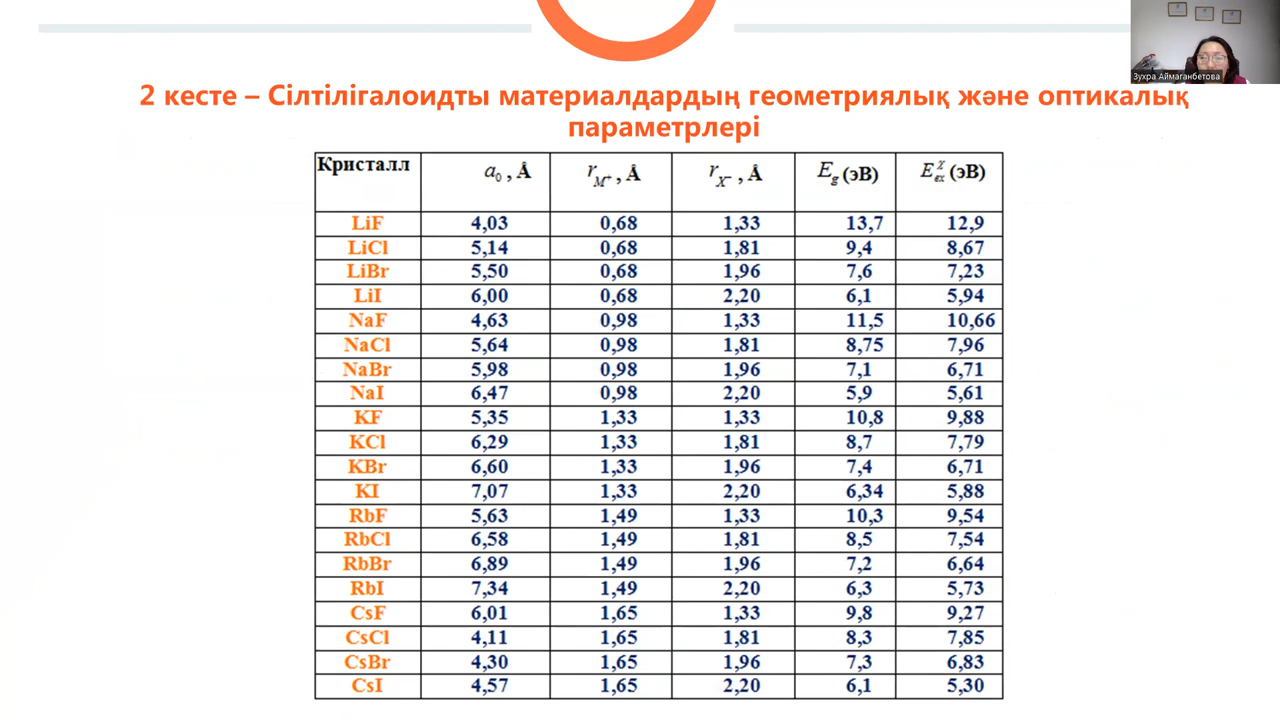 Зухра Аймаганбетова
2 кесте – Сілтілігалоидты материалдардың геометриялық және оптикалық
параметрлері
Кристалл a₀, Å r_M⁺, Å r_X⁻, Å E_g (эВ) E_ex^X (эВ)
LiF 4,03 0,68 1,33 13,7 12,9
LiCl 5,14 0,68 1,81 9,4 8,67
LiBr 5,50 0,68 1,96 7,6 7,23
LiI 6,00 0,68 2,20 6,1 5,94
NaF 4,63 0,98 1,33 11,5 10,66
NaCl 5,64 0,98 1,81 8,75 7,96
NaBr 5,98 0,98 1,96 7,1 6,71
NaI 6,47 0,98 2,20 5,9 5,61
KF 5,35 1,33 1,33 10,8 9,88
KCl 6,29 1,33 1,81 8,7 7,79
KBr 6,60 1,33 1,96 7,4 6,71
KI 7,07 1,33 2,20 6,34 5,88
RbF 5,63 1,49 1,33 10,3 9,54
RbCl 6,58 1,49 1,81 8,5 7,54
RbBr 6,89 1,49 1,96 7,2 6,64
RbI 7,34 1,49 2,20 6,3 5,73
CsF 6,01 1,65 1,33 9,8 9,27
CsCl 4,11 1,65 1,81 8,3 7,85
CsBr 4,30 1,65 1,96 7,3 6,83
CsI 4,57 1,65 2,20 6,1 5,30